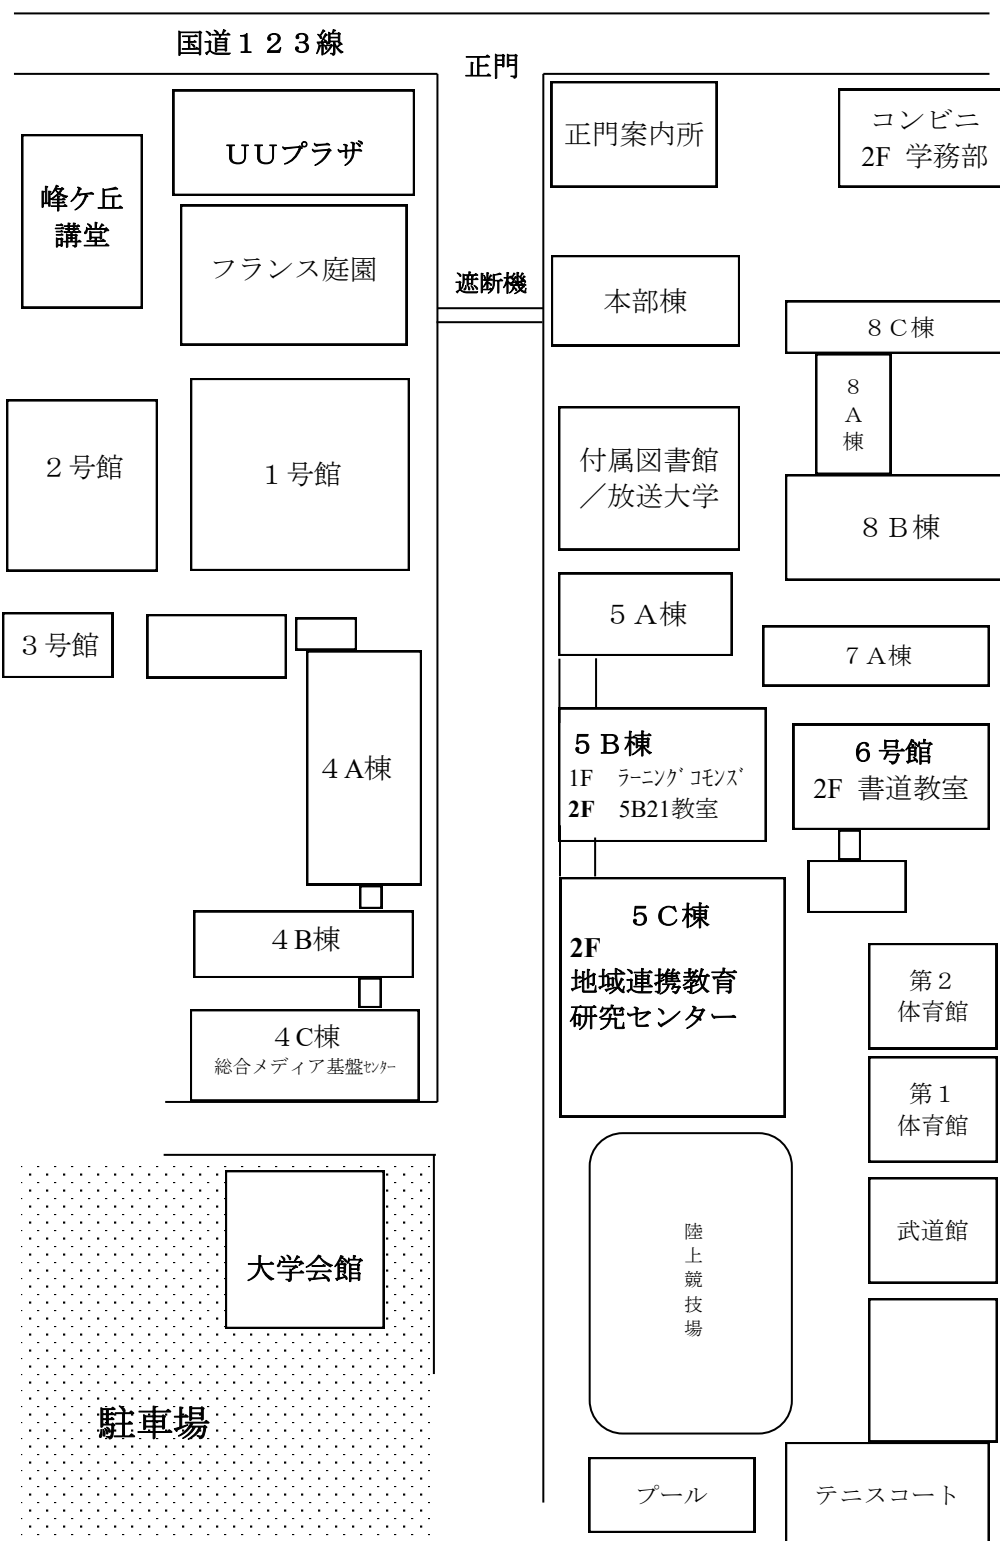 国道１２３線
正門
ＵＵプラザ
正門案内所
コンビニ
2F 学務部
峰ケ丘
講堂
フランス庭園
遮断機
本部棟
８Ｃ棟
８
Ａ
棟
２号館
１号館
付属図書館
／放送大学
８Ｂ棟
５Ａ棟
３号館
７Ａ棟
４A棟
５Ｂ棟
1F ﾗｰﾆﾝｸﾞｺﾓﾝｽﾞ
2F 5B21教室
６号館
2F 書道教室
４B棟
５Ｃ棟
2F
地域連携教育
研究センター
第２
体育館
４C棟
総合メディア基盤ｾﾝﾀｰ
第１
体育館
大学会館
陸
上
競
技
場
武道館
駐車場
プール
テニスコート